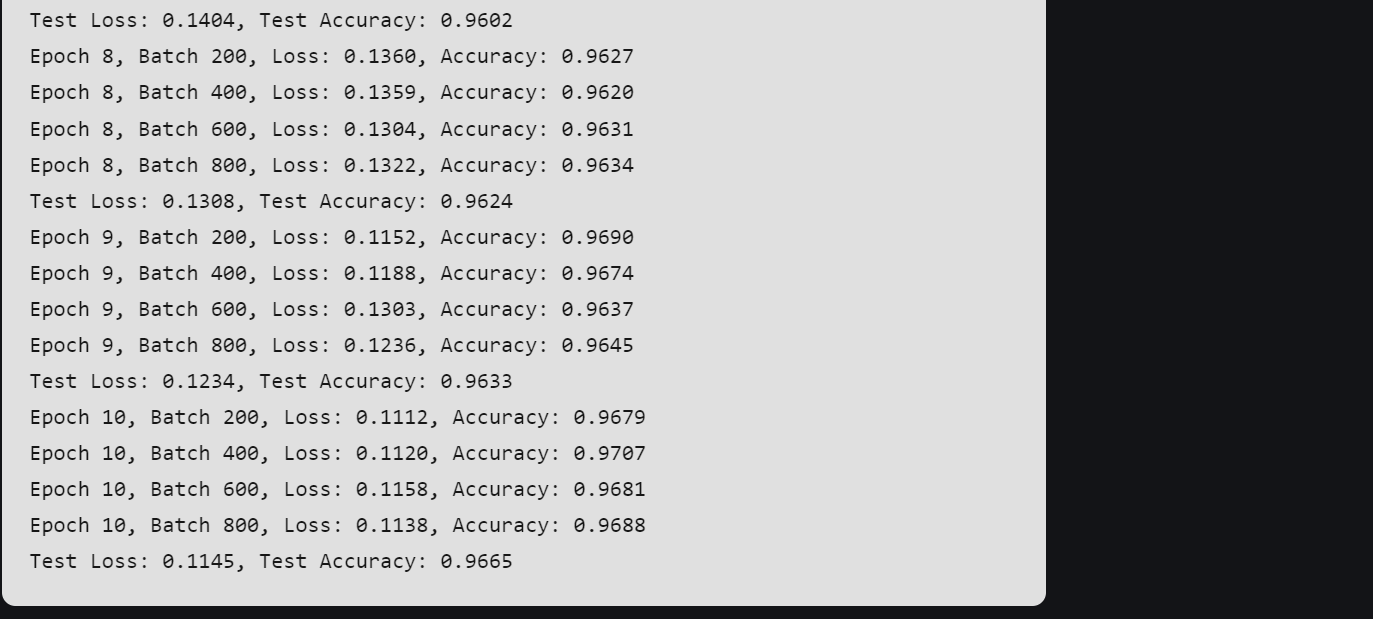 Test Loss: 0.1404, Test Accuracy: 0.9602
Epoch 8, Batch 200, Loss: 0.1360, Accuracy: 0.9627
Epoch 8, Batch 400, Loss: 0.1359, Accuracy: 0.9620
Epoch 8, Batch 600, Loss: 0.1304, Accuracy: 0.9631
Epoch 8, Batch 800, Loss: 0.1322, Accuracy: 0.9634
Test Loss: 0.1308, Test Accuracy: 0.9624
Epoch 9, Batch 200, Loss: 0.1152, Accuracy: 0.9690
Epoch 9, Batch 400, Loss: 0.1188, Accuracy: 0.9674
Epoch 9, Batch 600, Loss: 0.1303, Accuracy: 0.9637
Epoch 9, Batch 800, Loss: 0.1236, Accuracy: 0.9645
Test Loss: 0.1234, Test Accuracy: 0.9633
Epoch 10, Batch 200, Loss: 0.1112, Accuracy: 0.9679
Epoch 10, Batch 400, Loss: 0.1120, Accuracy: 0.9707
Epoch 10, Batch 600, Loss: 0.1158, Accuracy: 0.9681
Epoch 10, Batch 800, Loss: 0.1138, Accuracy: 0.9688
Test Loss: 0.1145, Test Accuracy: 0.9665